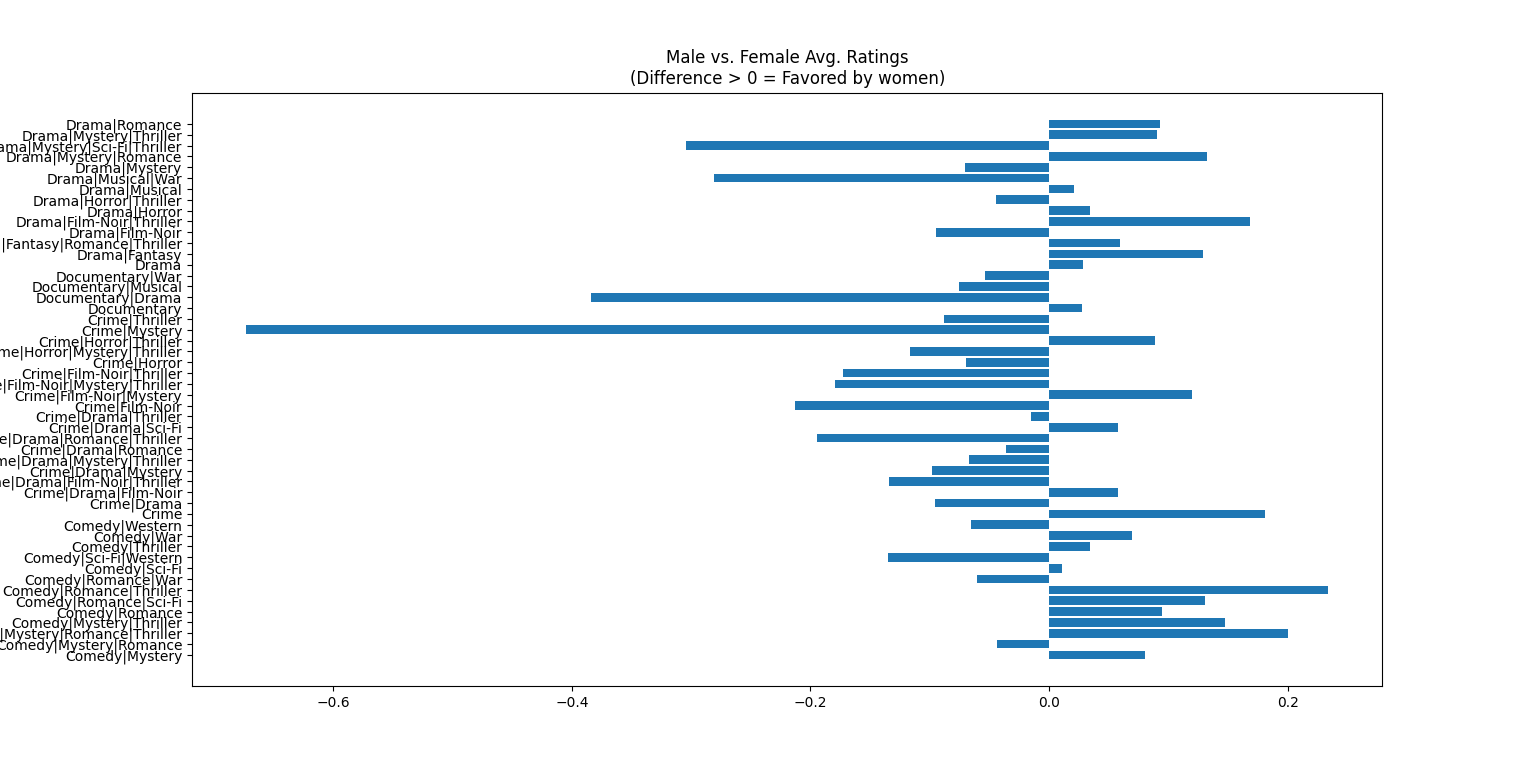 Male vs. Female Avg. Ratings
(Difference > 0 = Favored by women)
Drama|Romance
Drama|Mystery|Thriller
ama|Mystery|Sci-Fi|Thriller
Drama|Mystery|Romance
Drama|Mystery
Drama|Musical|War
Drama|Musical
Drama|Horror|Thriller
Drama|Horror
Drama|Film-Noir|Thriller
Drama|Film-Noir
|Fantasy|Romance|Thriller
Drama|Fantasy
Drama
Documentary|War
Documentary|Musical
Documentary|Drama
Documentary
Crime|Thriller
Crime|Mystery
Crime|Horror|Thriller
me|Horror|Mystery|Thriller
Crime|Horror
Crime|Film-Noir|Thriller
e|Film-Noir|Mystery|Thriller
Crime|Film-Noir|Mystery
Crime|Film-Noir
Crime|Drama|Thriller
Crime|Drama|Sci-Fi
e|Drama|Romance|Thriller
Crime|Drama|Romance
me|Drama|Mystery|Thriller
Crime|Drama|Mystery
e|Drama|Film-Noir|Thriller
Crime|Drama|Film-Noir
Crime|Drama
Crime
Comedy|Western
Comedy|War
Comedy|Thriller
Comedy|Sci-Fi|Western
Comedy|Sci-Fi
Comedy|Romance|War
Comedy|Romance|Thriller
Comedy|Romance|Sci-Fi
Comedy|Romance
Comedy|Mystery|Thriller
|Mystery|Romance|Thriller
Comedy|Mystery|Romance
Comedy|Mystery
−0.6 −0.4 −0.2 0.0 0.2